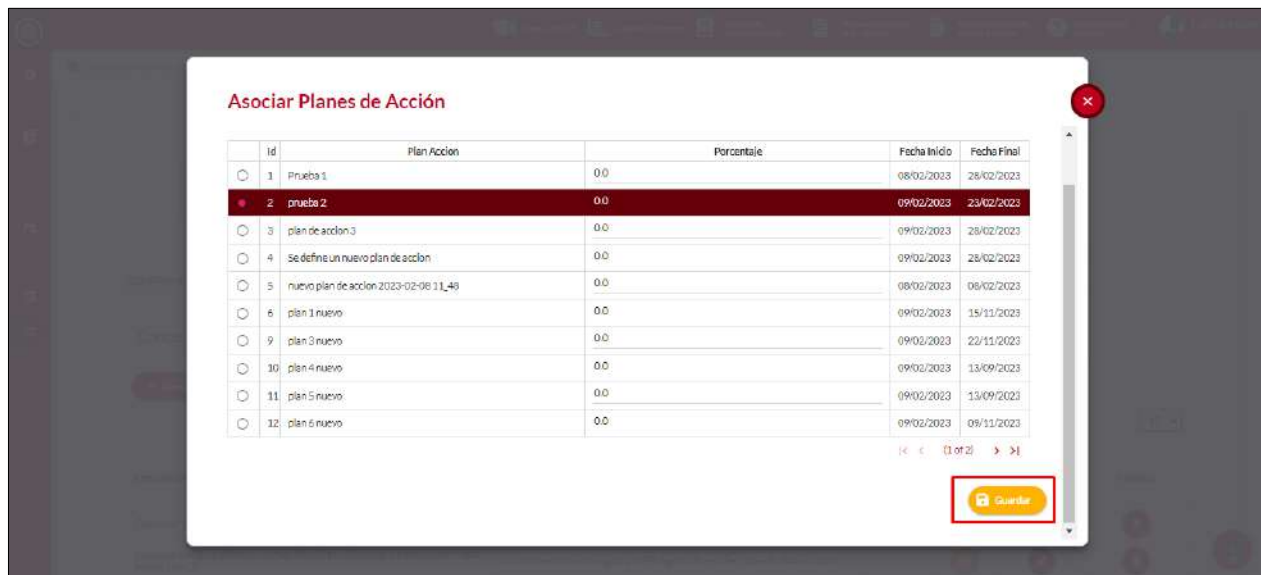 Asociar Planes de Acción
Id Plan Accion Porcentaje Fecha Inicio Fecha Final
1 Prueba 1 0.0 08/02/2023 28/02/2023
2 prueba 2 0.0 09/02/2023 23/02/2023
3 plan de accion 3 0.0 09/02/2023 28/02/2023
4 Se define un nuevo plan de accion 0.0 09/02/2023 28/02/2023
5 nuevo plan de accion 2023-02-08 11_48 0.0 08/02/2023 08/02/2023
6 plan 1 nuevo 0.0 09/02/2023 15/11/2023
9 plan 3 nuevo 0.0 09/02/2023 22/11/2023
10 plan 4 nuevo 0.0 09/02/2023 13/09/2023
11 plan 5 nuevo 0.0 09/02/2023 13/09/2023
12 plan 6 nuevo 0.0 09/02/2023 09/11/2023
(1 of 2)
Guardar